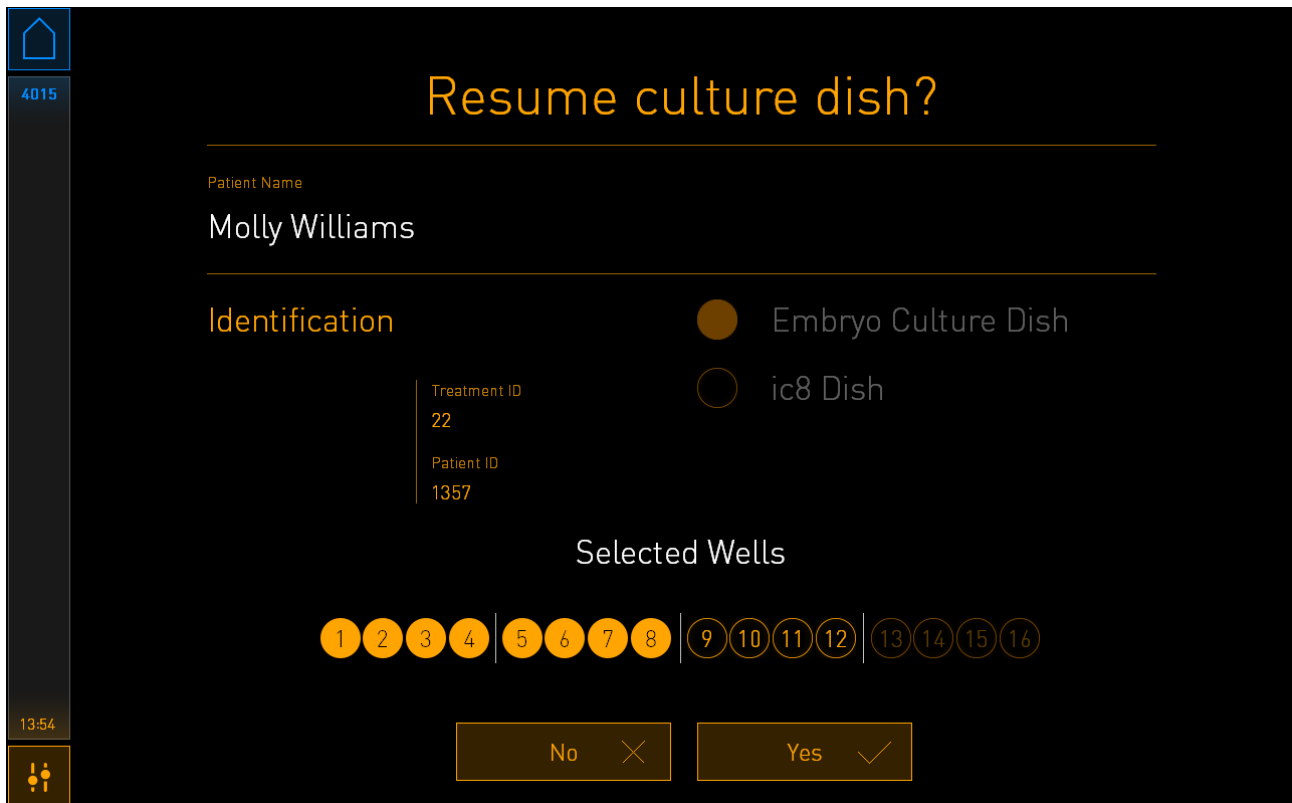 4015
Resume culture dish?
Patient Name
Molly Williams
Identification
Embryo Culture Dish
ic8 Dish
Treatment ID
22
Patient ID
1357
Selected Wells
1 2 3 4 5 6 7 8 9 10 11 12 13 14 15 16
13:54
No
Yes